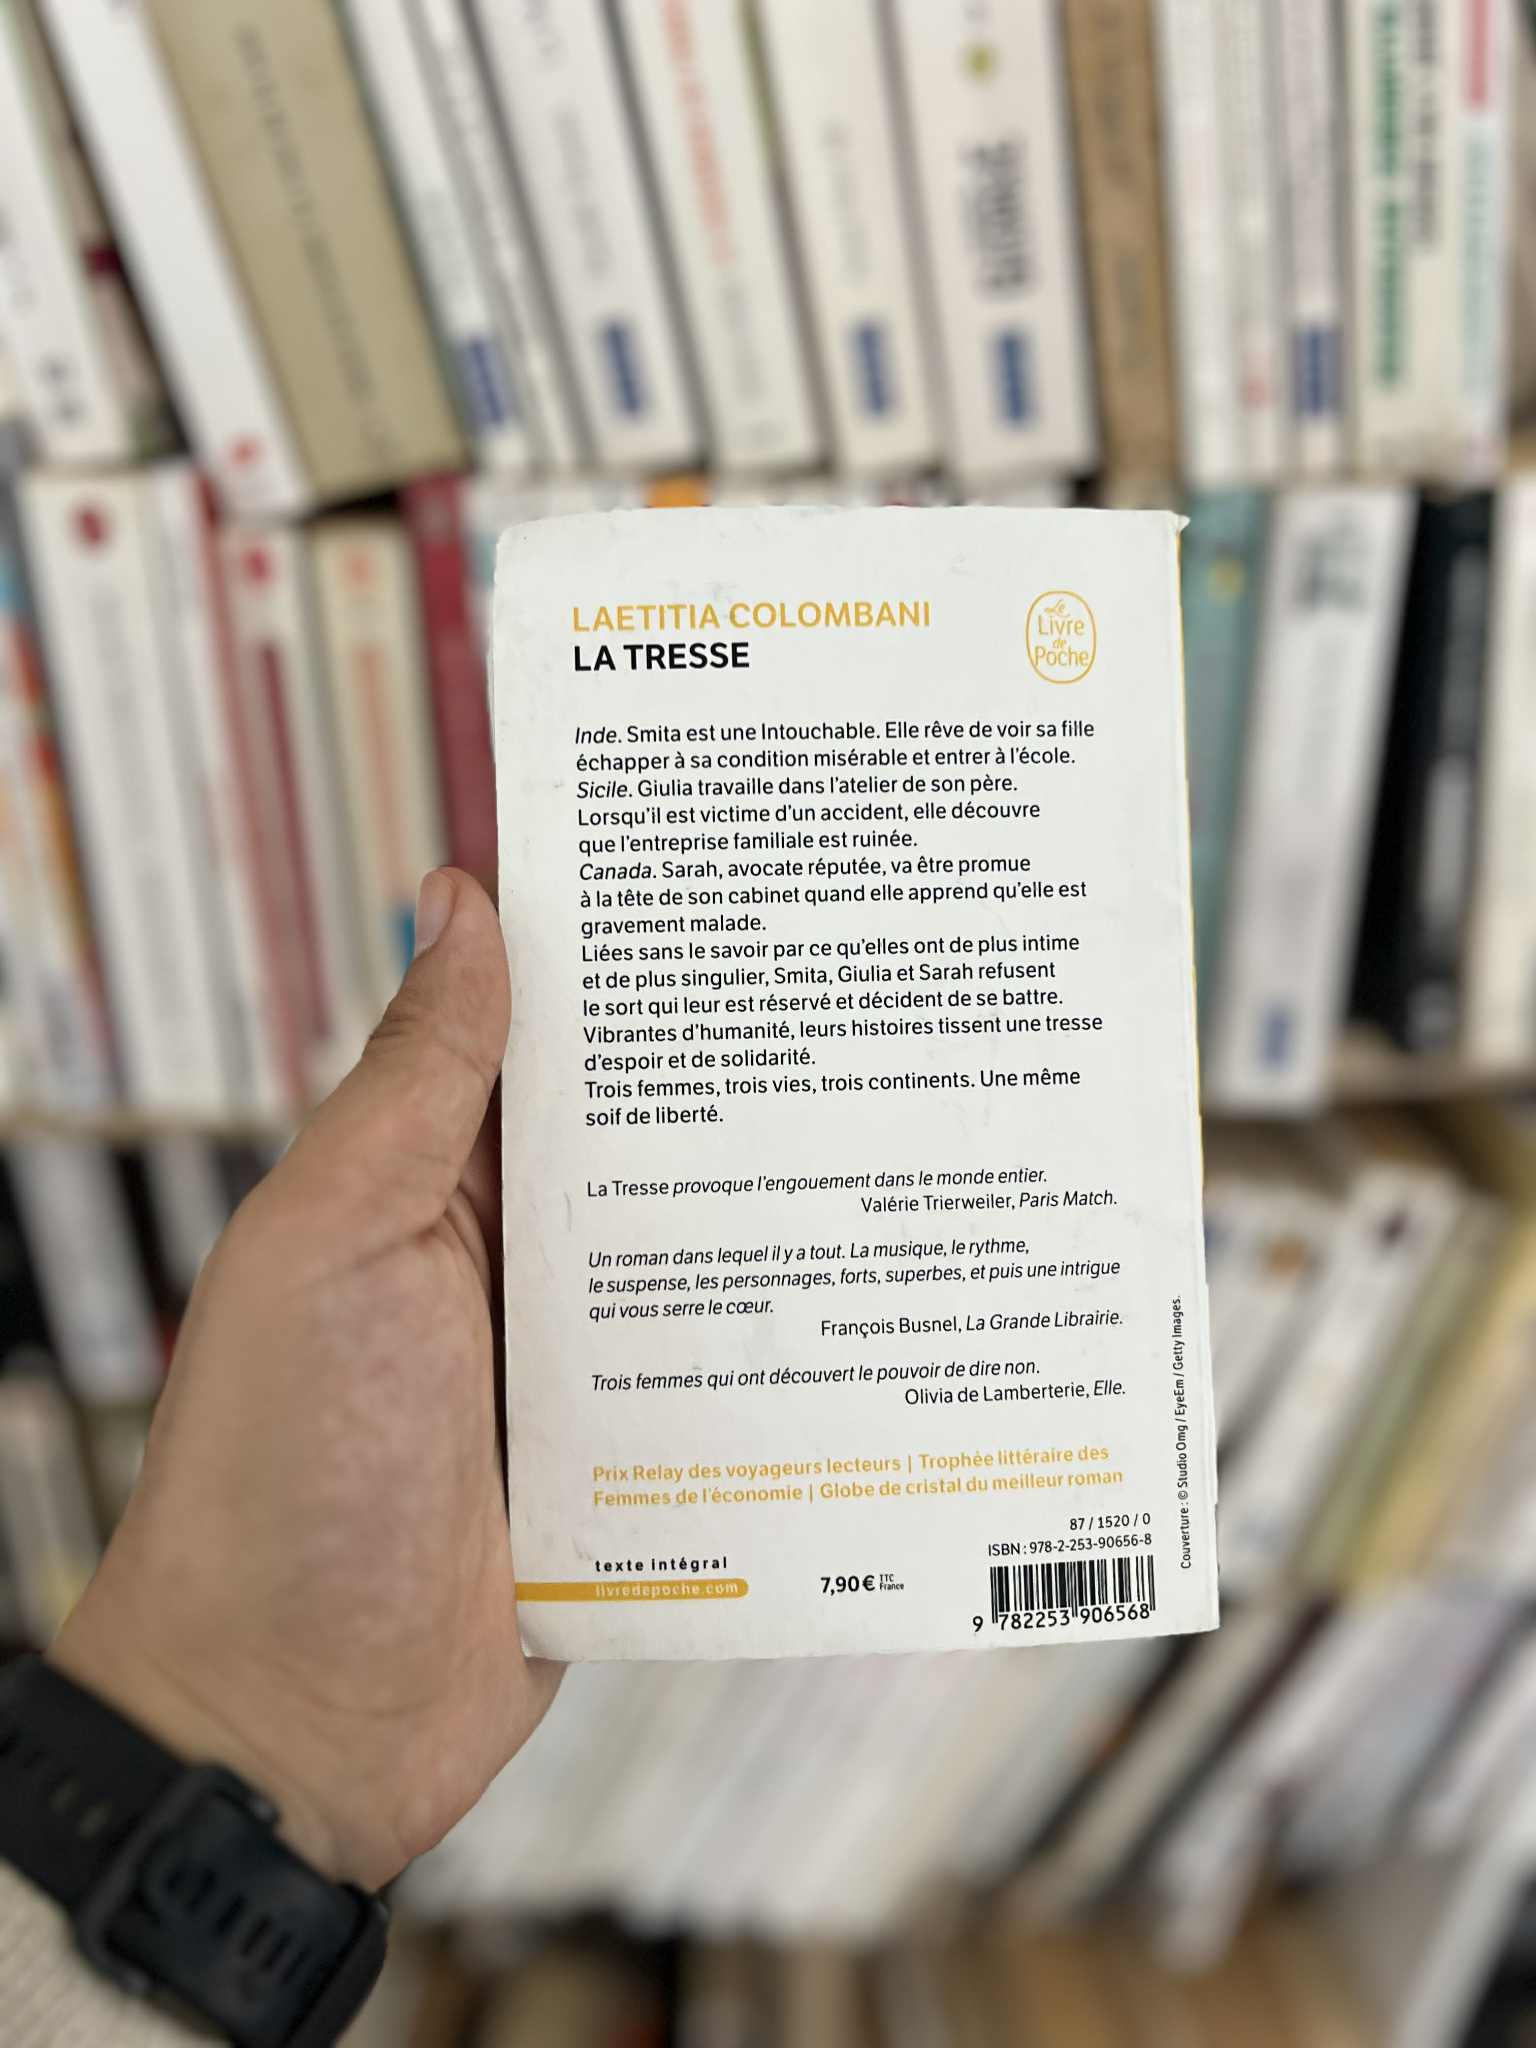 LAETITIA COLOMBANI
LA TRESSE
Le
Livre
de
Poche
Inde. Smita est une Intouchable. Elle rêve de voir sa fille
échapper à sa condition misérable et entrer à l'école.
Sicile. Giulia travaille dans l'atelier de son père.
Lorsqu'il est victime d'un accident, elle découvre
que l'entreprise familiale est ruinée.
Canada. Sarah, avocate réputée, va être promue
à la tête de son cabinet quand elle apprend qu'elle est
gravement malade.
Liées sans le savoir par ce qu'elles ont de plus intime
et de plus singulier, Smita, Giulia et Sarah refusent
le sort qui leur est réservé et décident de se battre.
Vibrantes d'humanité, leurs histoires tissent une tresse
d'espoir et de solidarité.
Trois femmes, trois vies, trois continents. Une même
soif de liberté.
La Tresse provoque l'engouement dans le monde entier.
Valérie Trierweiler, Paris Match.
Un roman dans lequel il y a tout. La musique, le rythme,
le suspense, les personnages, forts, superbes, et puis une intrigue
qui vous serre le cœur.
François Busnel, La Grande Librairie.
Trois femmes qui ont découvert le pouvoir de dire non.
Olivia de Lamberterie, Elle.
Prix Relay des voyageurs lecteurs | Trophée littéraire des
Femmes de l'économie | Globe de cristal du meilleur roman
87 / 1520 / 0
ISBN : 978-2-253-90656-8
texte intégral
livredepoche.com
7,90 € TTC
France
9 782253 906568
Couverture : © Studio Omg / EyeEm / Getty Images.